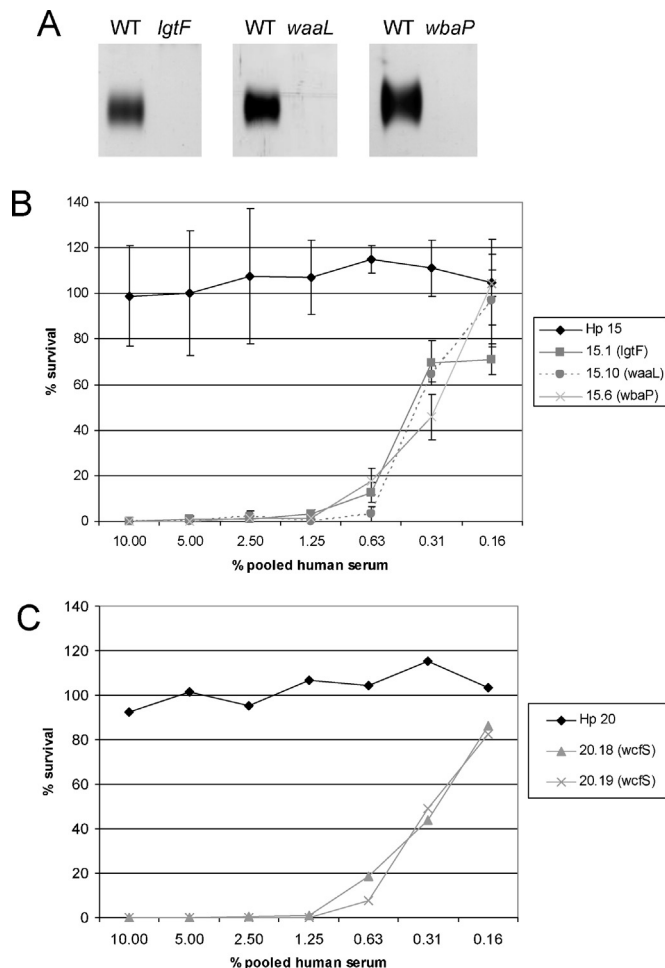 A
WT lgtF
WT waaL
WT wbaP
B
140
120
100
80
60
40
20
0
% survival
10.00 5.00 2.50 1.25 0.63 0.31 0.16
% pooled human serum
Hp 15
15.1 (lgtF)
15.10 (waaL)
15.6 (wbaP)
C
140
120
100
80
60
40
20
0
% survival
10.00 5.00 2.50 1.25 0.63 0.31 0.16
% pooled human serum
Hp 20
20.18 (wcfS)
20.19 (wcfS)